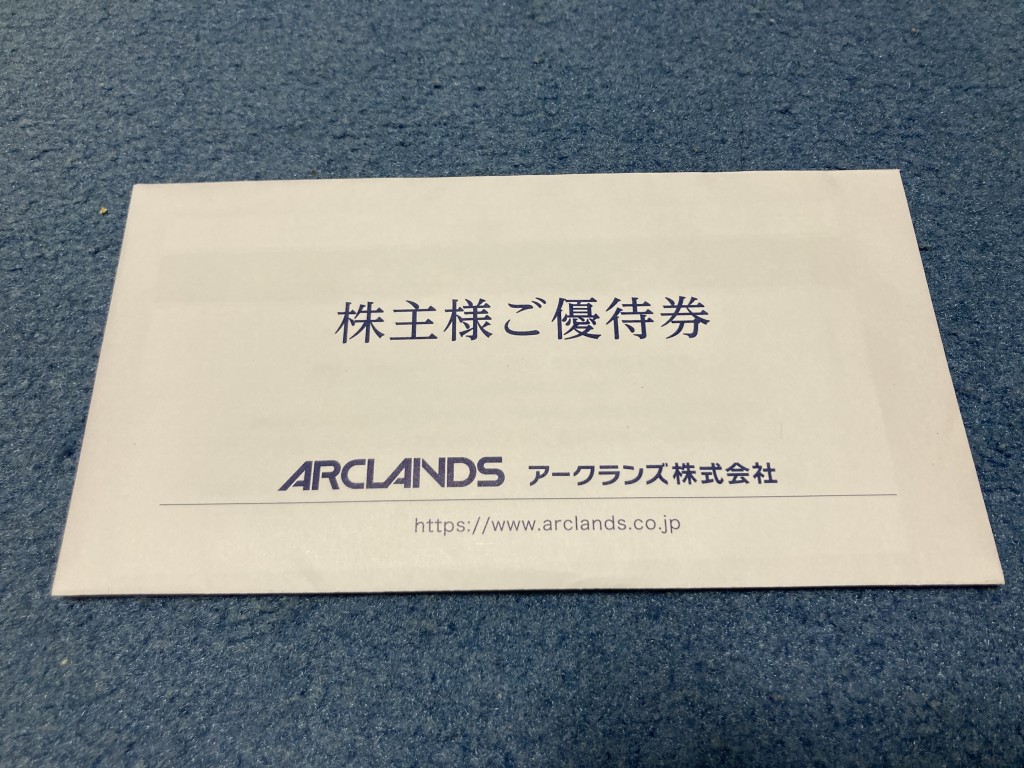 株主様ご優待券
ARCLANDS アークランズ株式会社
https://www.arclands.co.jp